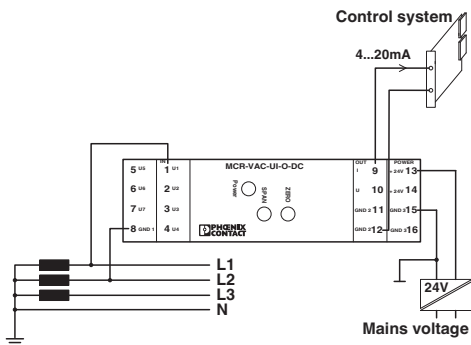 Control system
4...20mA
IN OUT POWER
5 U5 1 U1 MCR-VAC-UI-O-DC I 9 +24V 13
6 U6 2 U2 Power SPAN ZERO U 10 +24V 14
7 U7 3 U3 GND 2 11 GND 3 15
8 GND 1 4 U4 PHŒNIX CONTACT GND 2 12 GND 3 16
L1
L2
L3
N
24V
Mains voltage